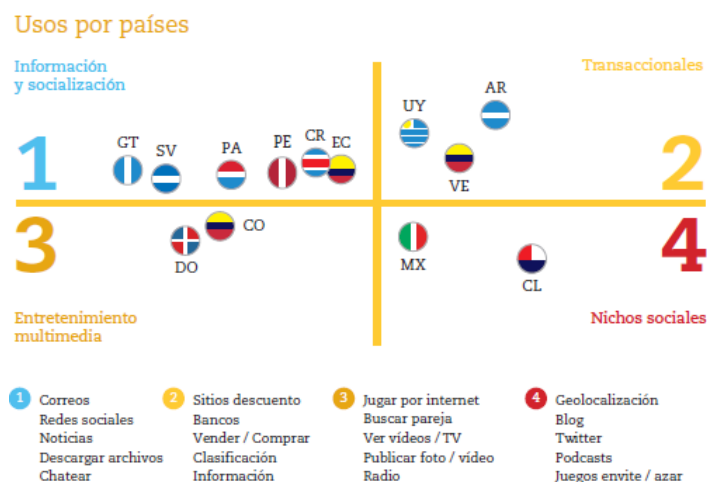 Usos por países
Información
y socialización
Transaccionales
1
GT
SV
PA
PE
CR
EC
UY
AR
VE
2
3
DO
CO
MX
CL
4
Entretenimiento
multimedia
Nichos sociales
1 Correos
Redes sociales
Noticias
Descargar archivos
Chatear
2 Sitios descuento
Bancos
Vender / Comprar
Clasificación
Información
3 Jugar por internet
Buscar pareja
Ver vídeos / TV
Publicar foto / vídeo
Radio
4 Geolocalización
Blog
Twitter
Podcasts
Juegos envite / azar